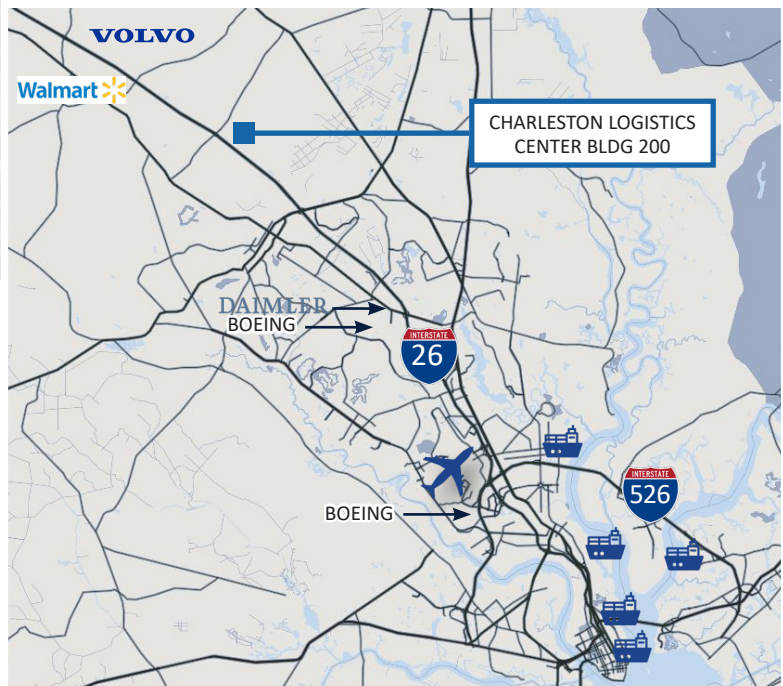 VOLVO
Walmart
CHARLESTON LOGISTICS
CENTER BLDG 200
DAIMLER
BOEING
INTERSTATE
26
INTERSTATE
526
BOEING